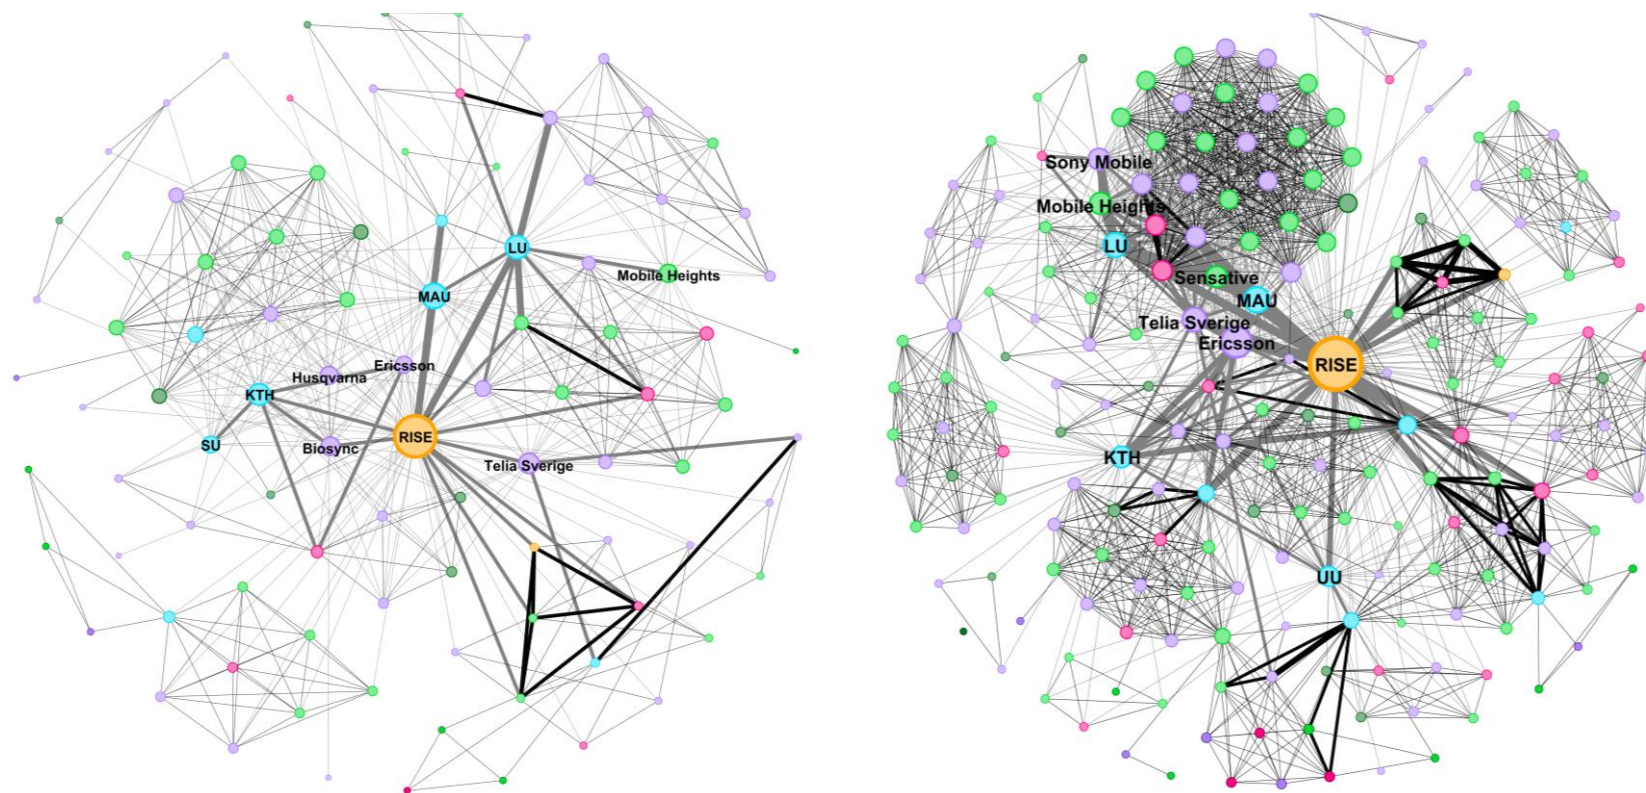 LU
Mobile Heights
MAU
Ericsson
Husqvarna
KTH
RISE
SU
Biosync
Telia Sverige
Sony Mobile
Mobile Heights
LU
Sensative
MAU
Telia Sverige
Ericsson
RISE
KTH
UU